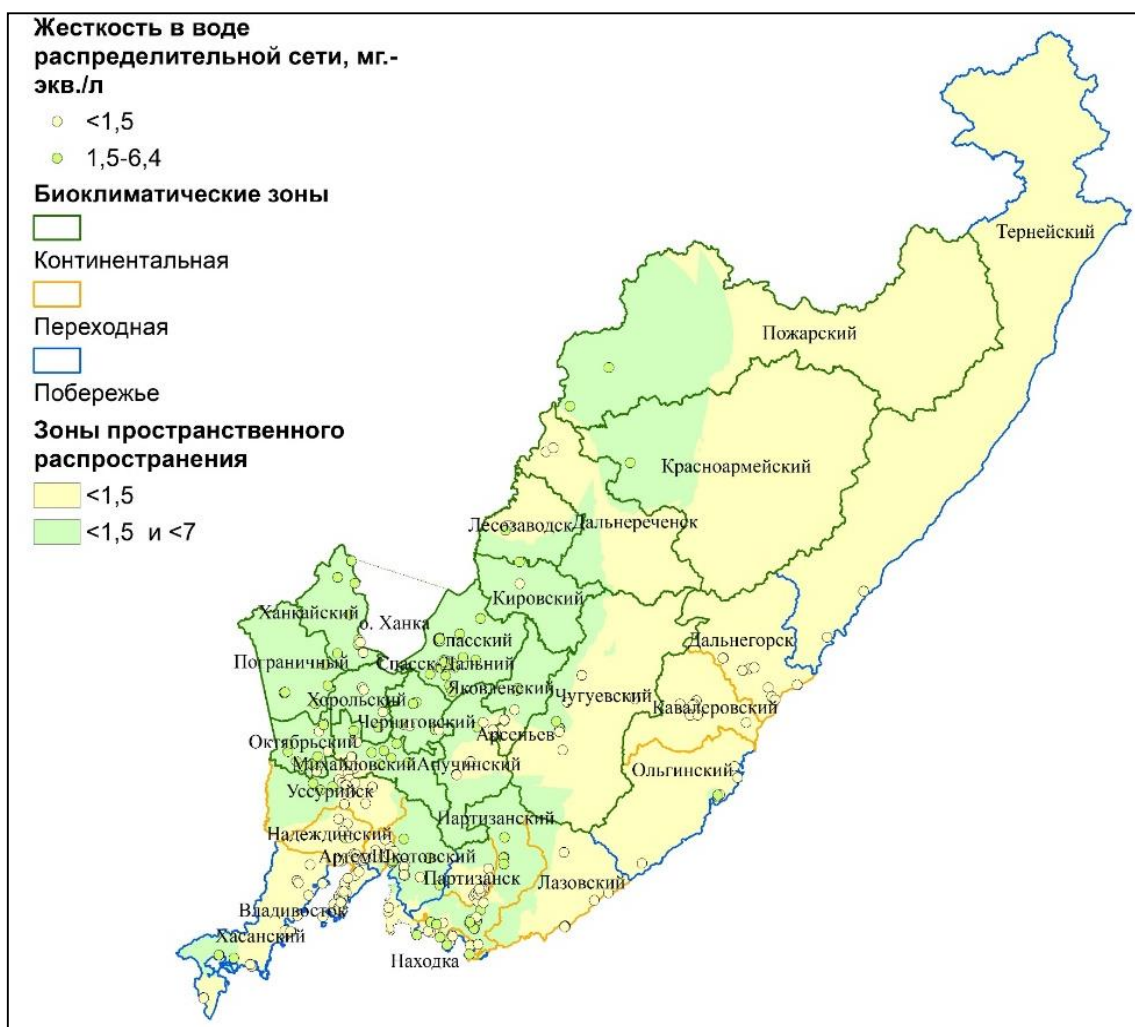 Жесткость в воде
распределительной сети, мг.-
экв./л
<1,5
1,5-6,4
Биоклиматические зоны
Континентальная
Переходная
Побережье
Зоны пространственного
распространения
<1,5
<1,5 и <7
Тернейский
Пожарский
Красноармейский
Лесозаводск
Дальнереченск
Кировский
Ханкайский
о. Ханка
Спасский
Дальнегорск
Пограничный
Спасск-Дальний
Яковлевский
Чугуевский
Хорольский
Кавалеровский
Черниговский
Арсеньев
Октябрьский
Михайловский
Анучинский
Ольгинский
Уссурийск
Партизанский
Надеждинский
Артем
Шкотовский
Партизанск
Лазовский
Владивосток
Хасанский
Находка